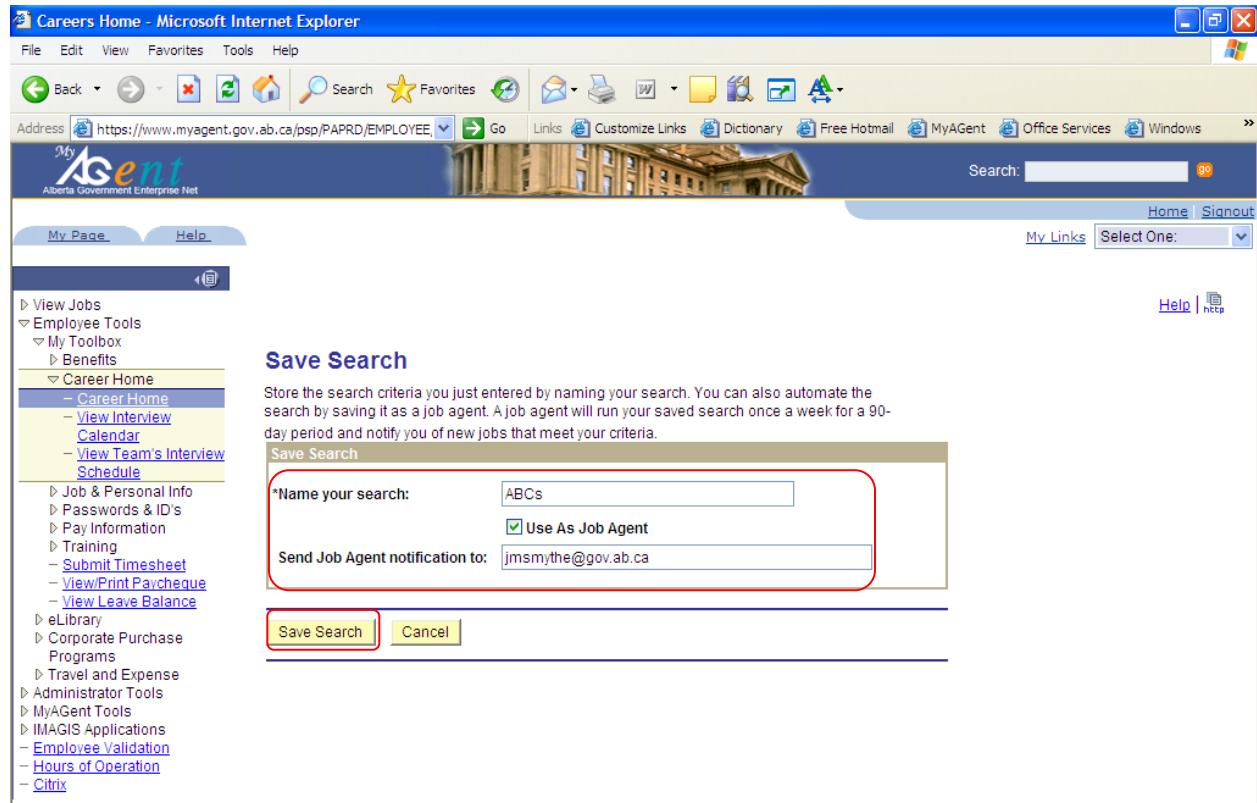 Careers Home - Microsoft Internet Explorer
File Edit View Favorites Tools Help
Back Search Favorites
Address https://www.myagent.gov.ab.ca/psp/PAPRD/EMPLOYEE, Go Links Customize Links Dictionary Free Hotmail MyAGent Office Services Windows »
My AGent
Alberta Government Enterprise Net
Search: go
Home | Signout
My Page Help
My Links Select One:
Help | http
View Jobs
Employee Tools
My Toolbox
Benefits
Career Home
– Career Home
– View Interview
Calendar
– View Team's Interview
Schedule
Job & Personal Info
Passwords & ID's
Pay Information
Training
– Submit Timesheet
– View/Print Paycheque
– View Leave Balance
eLibrary
Corporate Purchase
Programs
Travel and Expense
Administrator Tools
MyAGent Tools
IMAGIS Applications
– Employee Validation
– Hours of Operation
– Citrix
Save Search
Store the search criteria you just entered by naming your search. You can also automate the
search by saving it as a job agent. A job agent will run your saved search once a week for a 90-
day period and notify you of new jobs that meet your criteria.
Save Search
*Name your search: ABCs
Use As Job Agent
Send Job Agent notification to: jmsmythe@gov.ab.ca
Save Search Cancel